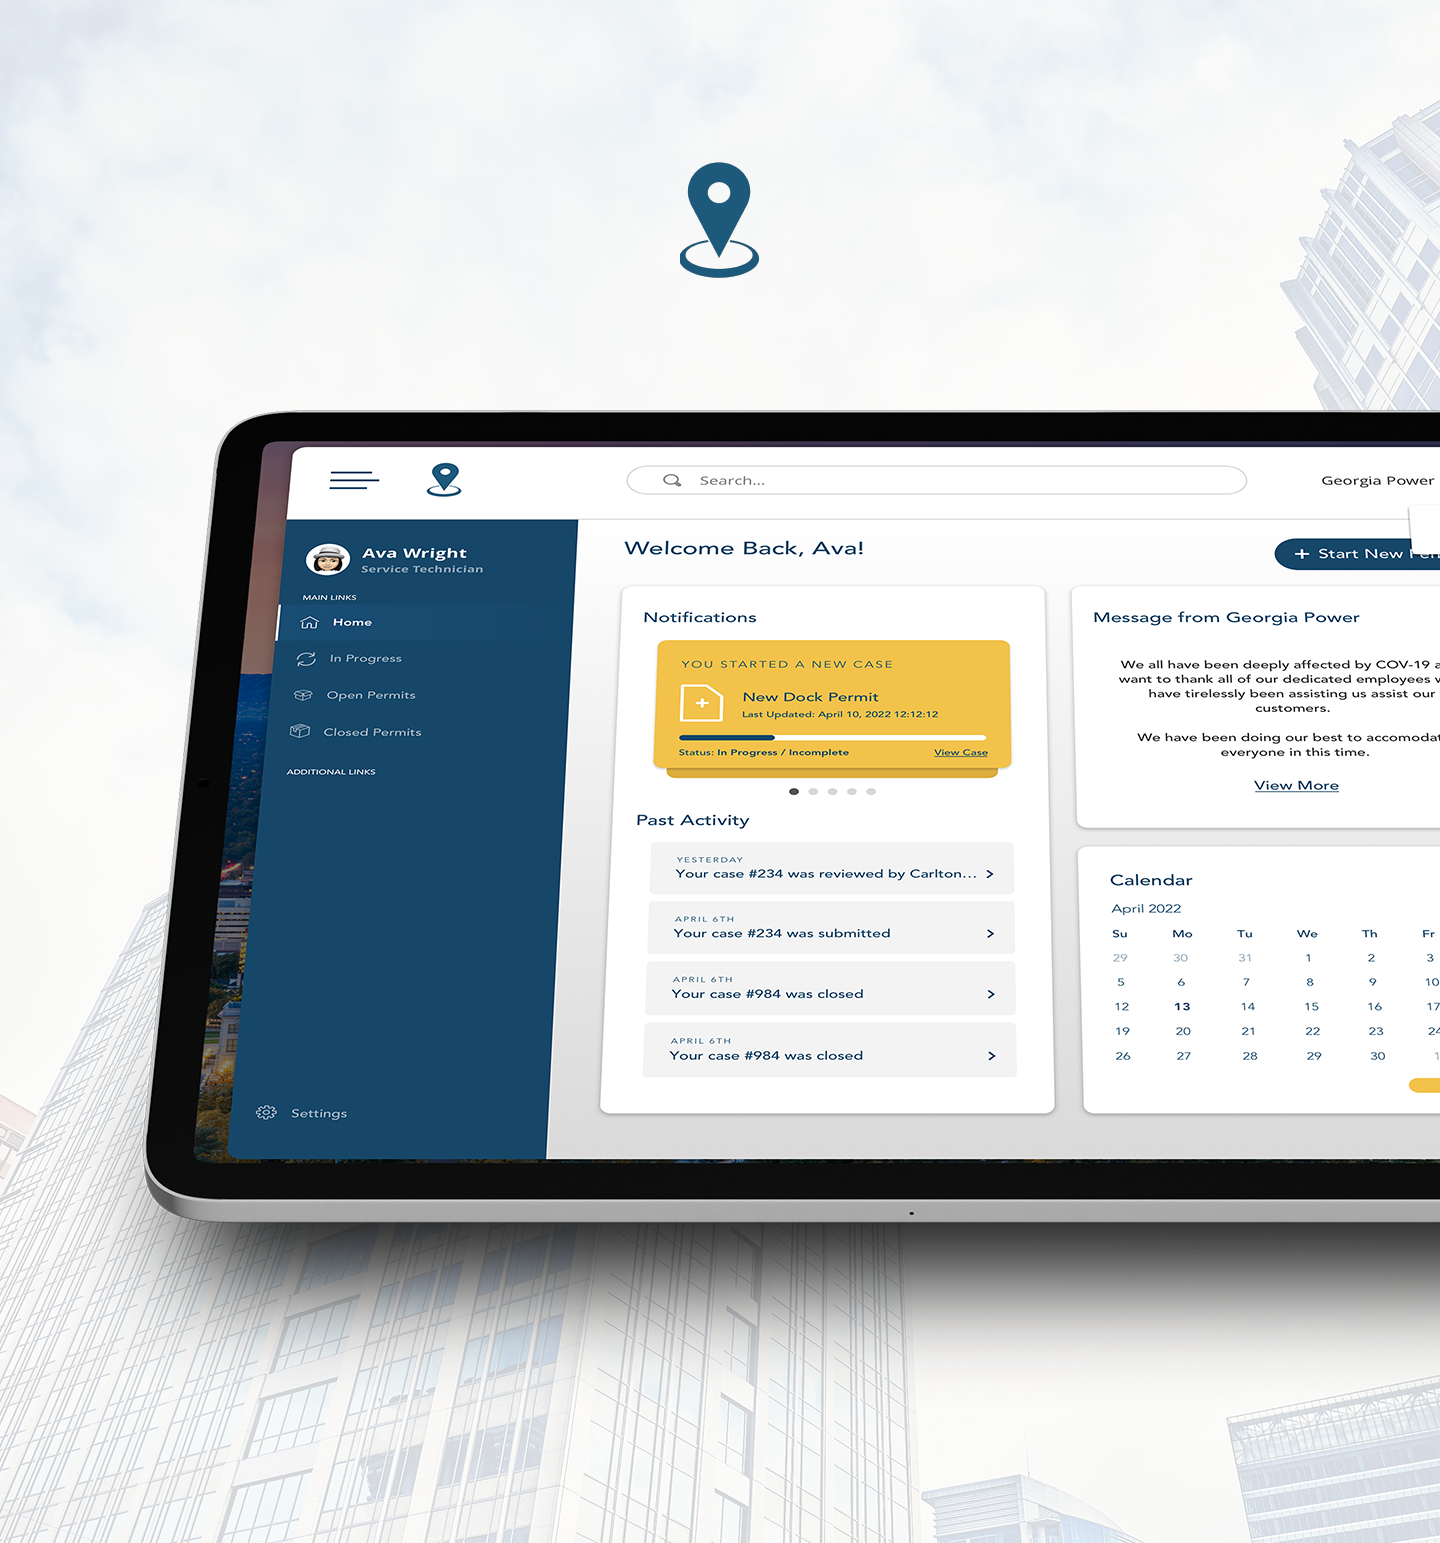 Search...
Georgia Power
Ava Wright
Service Technician
MAIN LINKS
Home
In Progress
Open Permits
Closed Permits
ADDITIONAL LINKS
Settings
Welcome Back, Ava!
+ Start New
Notifications
YOU STARTED A NEW CASE
New Dock Permit
Last Updated: April 10, 2022 12:12:12
Status: In Progress / Incomplete
View Case
Past Activity
YESTERDAY
Your case #234 was reviewed by Carlton...
APRIL 6TH
Your case #234 was submitted
APRIL 6TH
Your case #984 was closed
APRIL 6TH
Your case #984 was closed
Message from Georgia Power
We all have been deeply affected by COV-19 a
want to thank all of our dedicated employees w
have tirelessly been assisting us assist our
customers.
We have been doing our best to accomodat
everyone in this time.
View More
Calendar
April 2022
Su Mo Tu We Th Fr
29 30 31 1 2 3
5 6 7 8 9 10
12 13 14 15 16 17
19 20 21 22 23 24
26 27 28 29 30 1